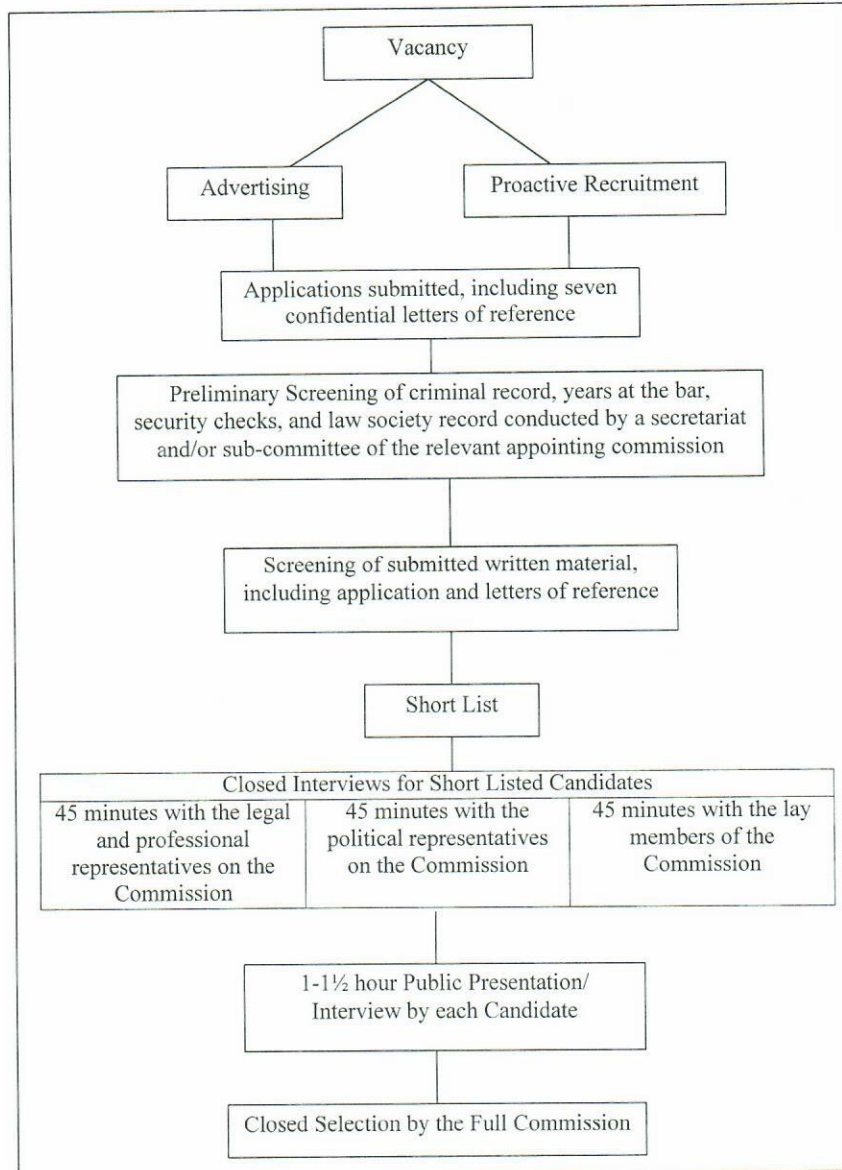 Vacancy
Advertising
Proactive Recruitment
Applications submitted, including seven
confidential letters of reference
Preliminary Screening of criminal record, years at the bar,
security checks, and law society record conducted by a secretariat
and/or sub-committee of the relevant appointing commission
Screening of submitted written material,
including application and letters of reference
Short List
Closed Interviews for Short Listed Candidates
45 minutes with the legal
and professional
representatives on the
Commission
45 minutes with the
political representatives
on the Commission
45 minutes with the lay
members of the
Commission
1-1½ hour Public Presentation/
Interview by each Candidate
Closed Selection by the Full Commission